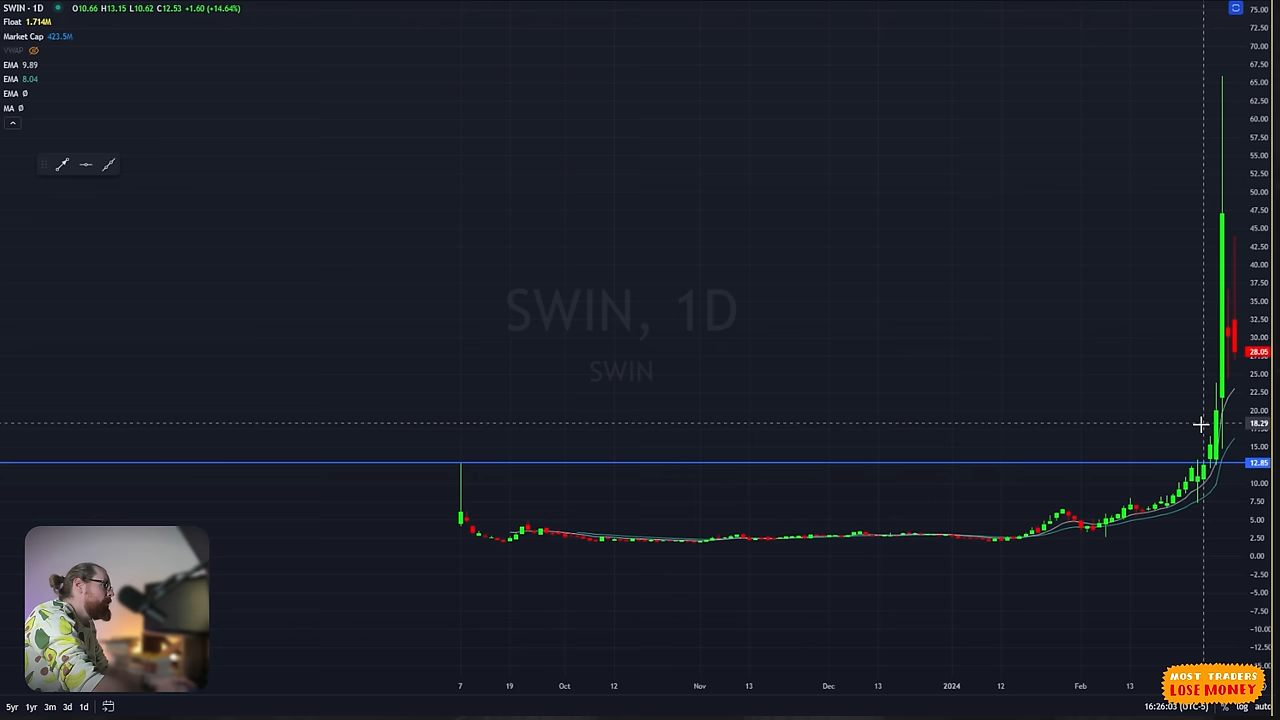 SWIN · 1D O10.66 H13.15 L10.62 C12.53 +1.60 (+14.64%)
Float 1.714M
Market Cap 423.5M
VWAP
EMA 9.89
EMA 8.04
EMA Ø
MA Ø
SWIN, 1D
SWIN
75.00
72.50
70.00
67.50
65.00
62.50
60.00
57.50
55.00
52.50
50.00
47.50
45.00
42.50
40.00
37.50
35.00
32.50
30.00
28.05
25.00
22.50
20.00
18.29
15.00
12.85
10.00
7.50
5.00
2.50
0.00
−2.50
−5.00
−7.50
−10.00
−12.50
7 19 Oct 12 Nov 13 Dec 13 2024 12 Feb 13
MOST TRADERS
LOSE MONEY
5yr 1yr 3m 3d 1d 16:26:03 (UTC-5) % log auto